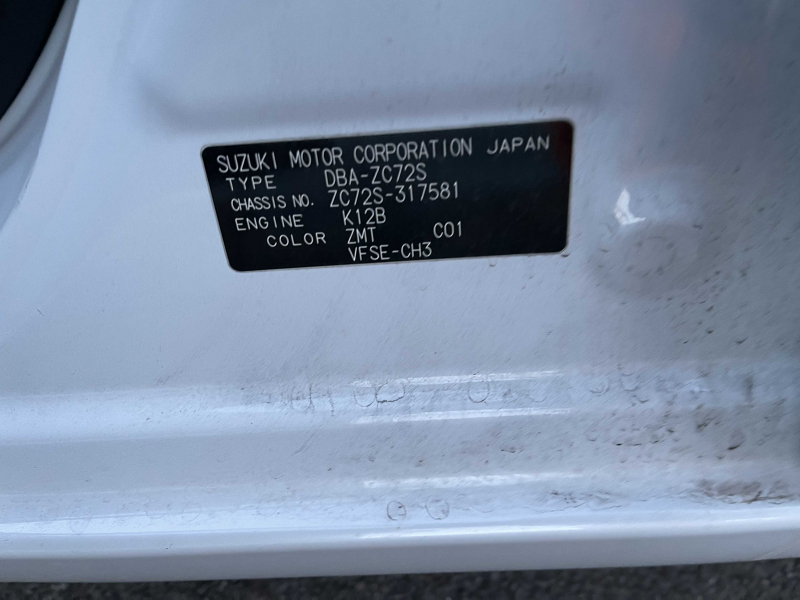 SUZUKI MOTOR CORPORATION JAPAN
TYPE DBA-ZC72S
CHASSIS NO. ZC72S-317581
ENGINE K12B
COLOR ZMT C01
VFSE-CH3